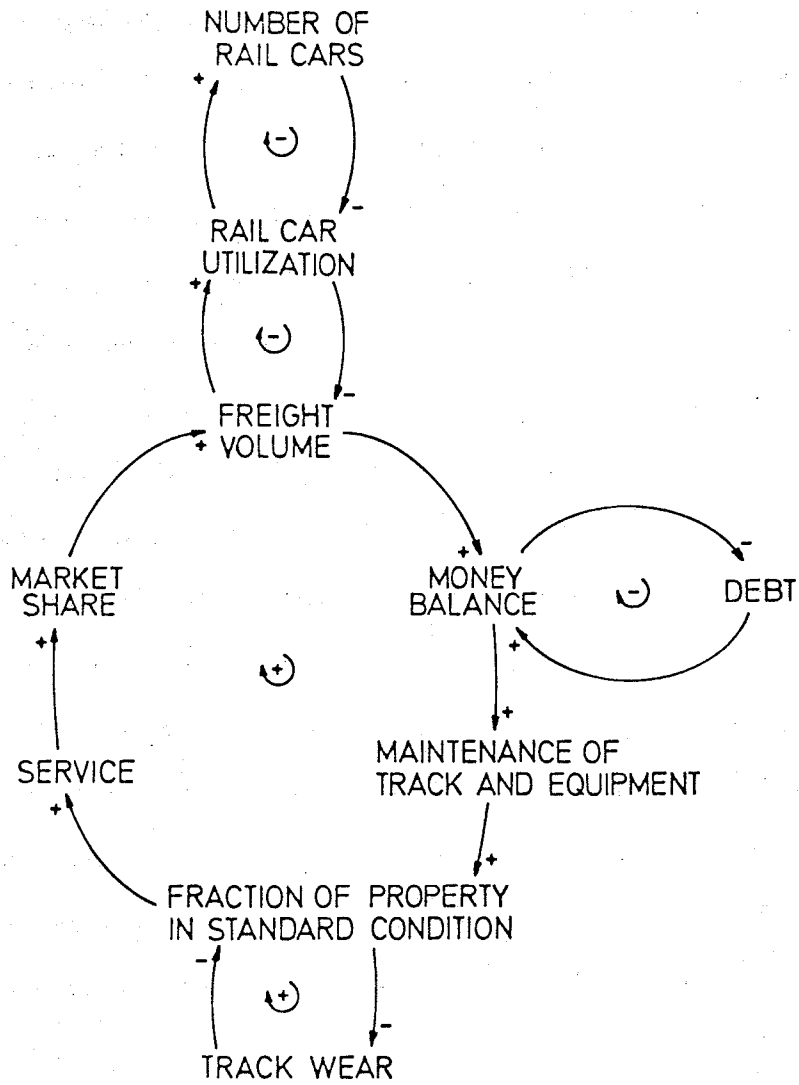 NUMBER OF
RAIL CARS
+
-
-
RAIL CAR
UTILIZATION
+
-
-
FREIGHT
VOLUME
+
+
-
MARKET
SHARE
MONEY
BALANCE
-
DEBT
+
+
+
+
SERVICE
MAINTENANCE OF
TRACK AND EQUIPMENT
+
+
FRACTION OF PROPERTY
IN STANDARD CONDITION
-
+
-
TRACK WEAR